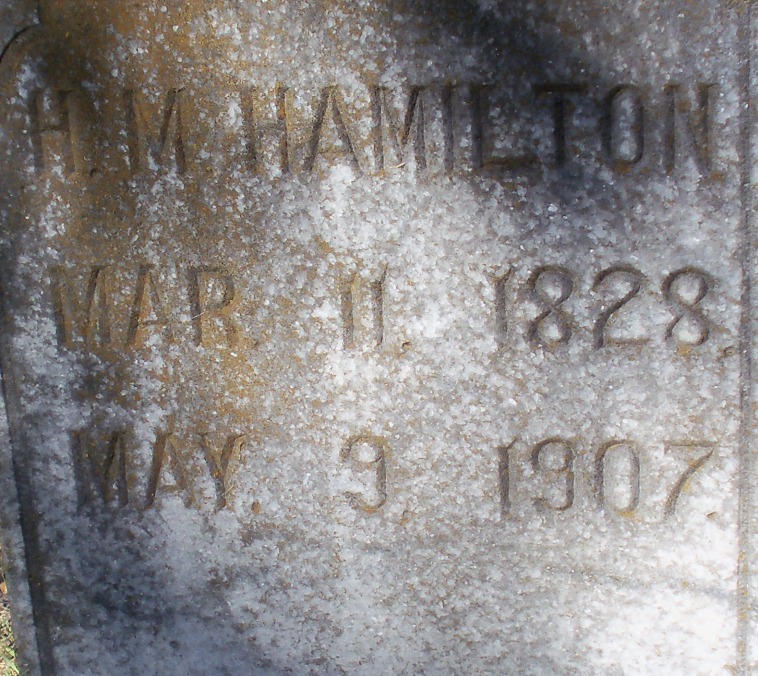 H. M. HAMILTON.
MAR. 11. 1828.
MAY. 9. 1907.